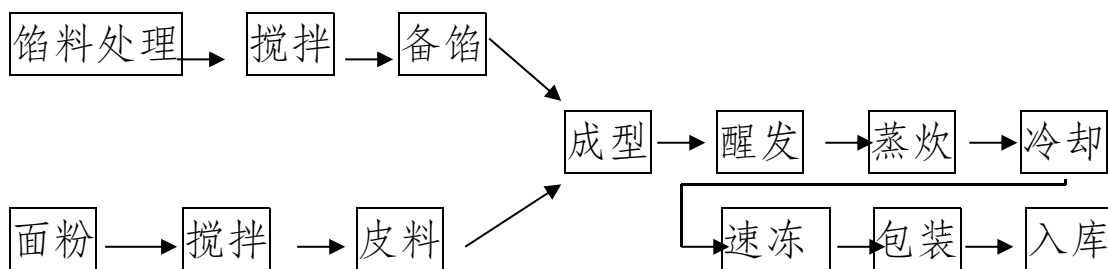 馅料处理 搅拌 备馅
成型 醒发 蒸炊 冷却
面粉 搅拌 皮料 速冻 包装 入库